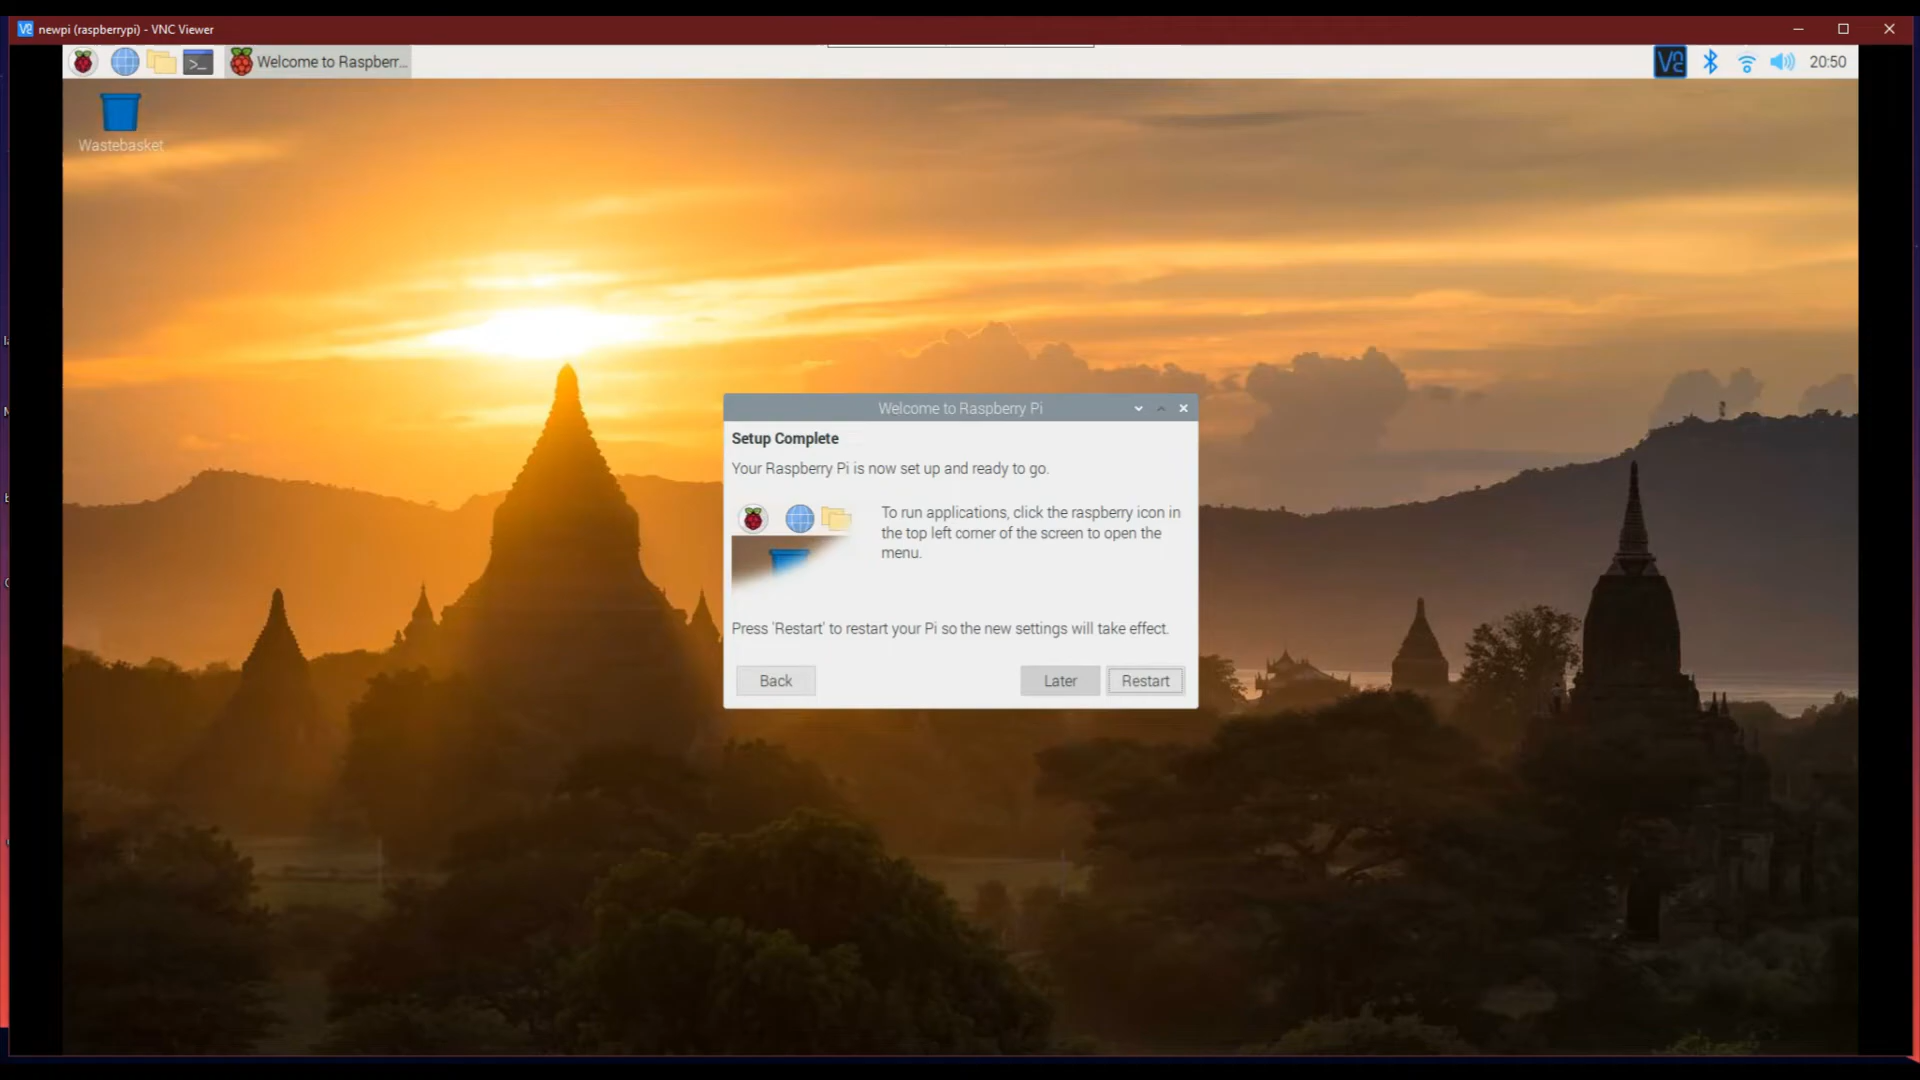 newpi (raspberrypi) - VNC Viewer
Welcome to Raspberr...
20:50
Wastebasket
Welcome to Raspberry Pi
Setup Complete
Your Raspberry Pi is now set up and ready to go.
To run applications, click the raspberry icon in
the top left corner of the screen to open the
menu.
Press 'Restart' to restart your Pi so the new settings will take effect.
Back
Later
Restart